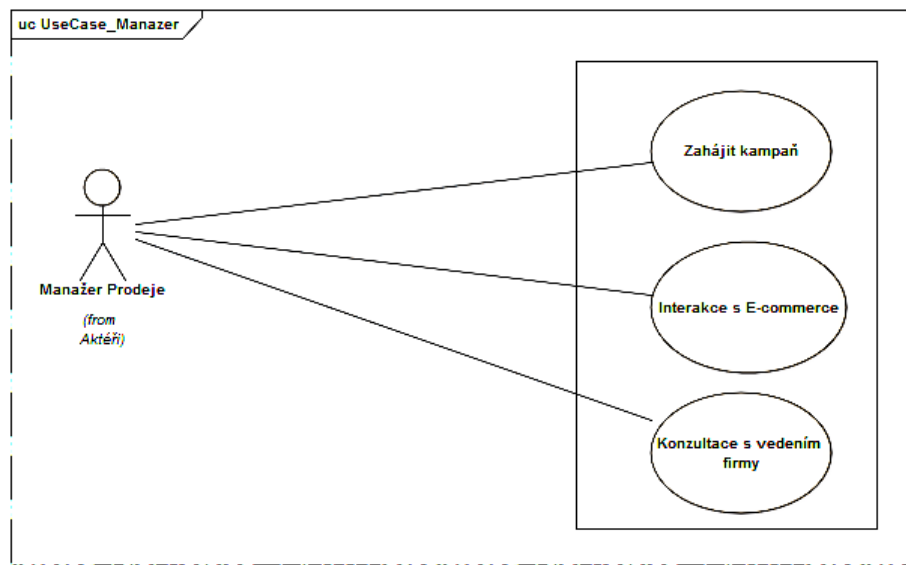 uc UseCase_Manazer
Zahájit kampaň
Manažer Prodeje
(from
Aktéři)
Interakce s E-commerce
Konzultace s vedením
firmy